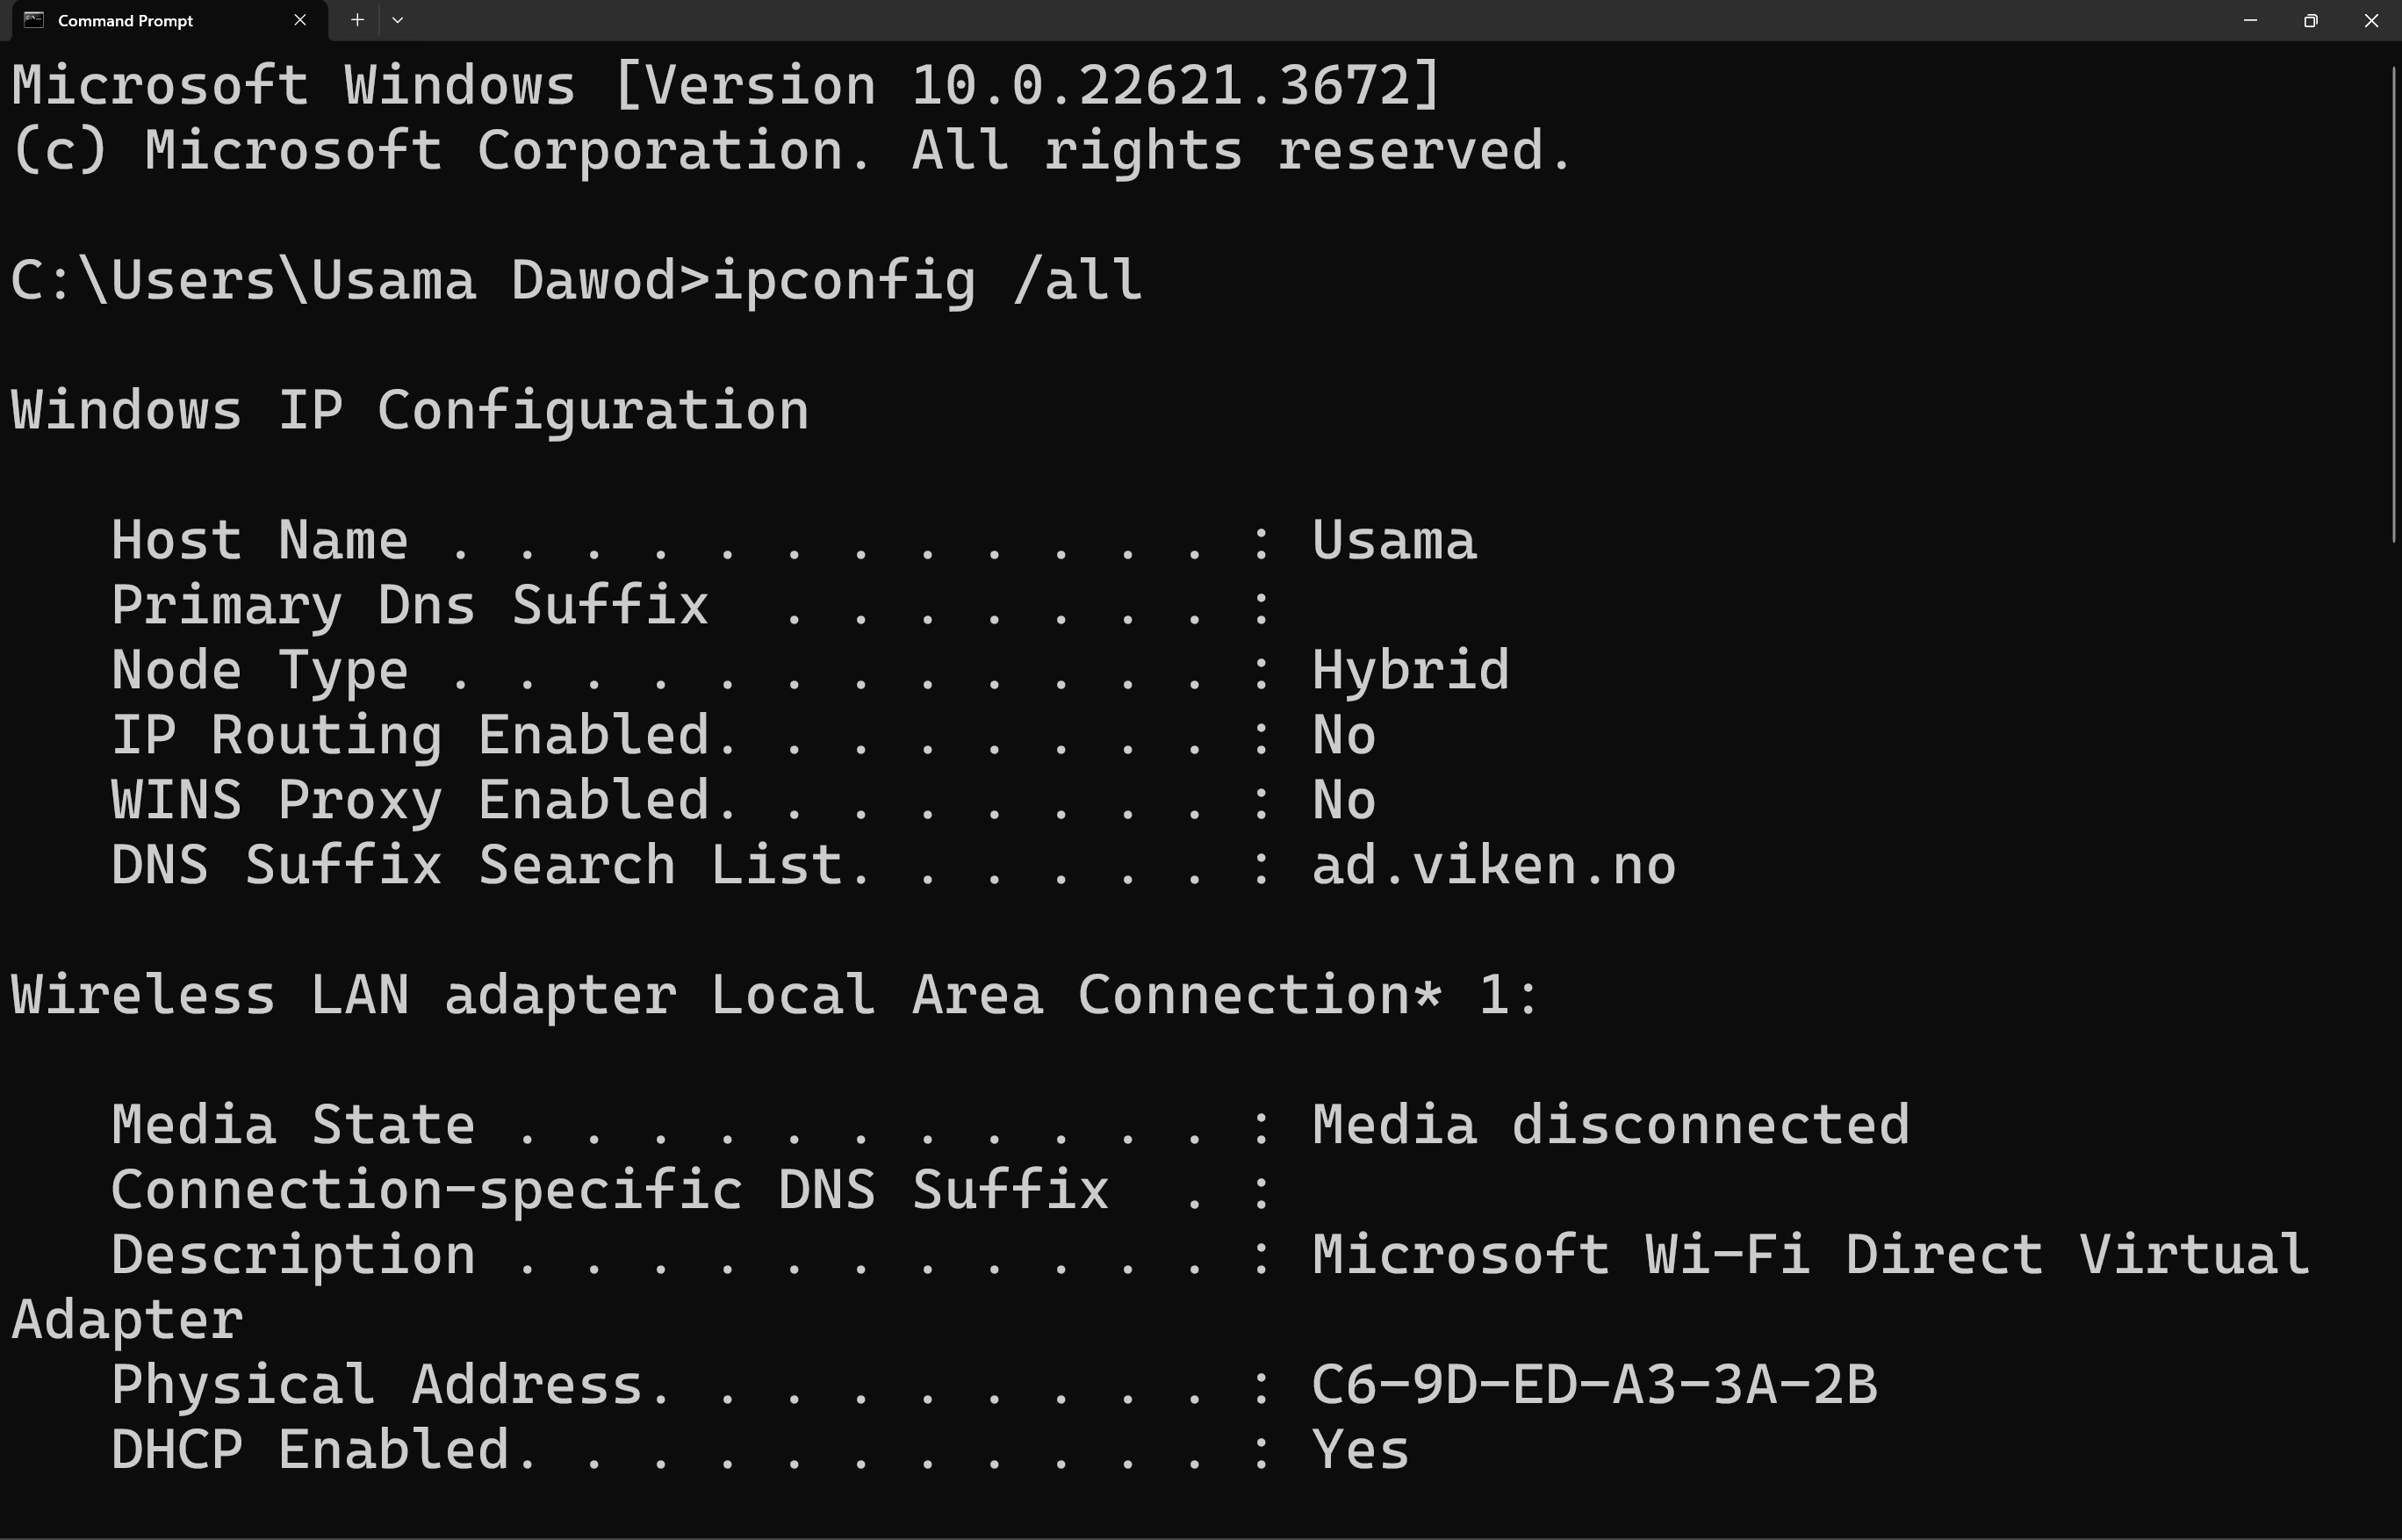 Command Prompt
Microsoft Windows [Version 10.0.22621.3672]
(c) Microsoft Corporation. All rights reserved.
C:\Users\Usama Dawod>ipconfig /all
Windows IP Configuration
   Host Name . . . . . . . . . . . . : Usama
   Primary Dns Suffix  . . . . . . . :
   Node Type . . . . . . . . . . . . : Hybrid
   IP Routing Enabled. . . . . . . . : No
   WINS Proxy Enabled. . . . . . . . : No
   DNS Suffix Search List. . . . . . : ad.viken.no
Wireless LAN adapter Local Area Connection* 1:
   Media State . . . . . . . . . . . : Media disconnected
   Connection-specific DNS Suffix  . :
   Description . . . . . . . . . . . : Microsoft Wi-Fi Direct Virtual
Adapter
   Physical Address. . . . . . . . . : C6-9D-ED-A3-3A-2B
   DHCP Enabled. . . . . . . . . . . : Yes